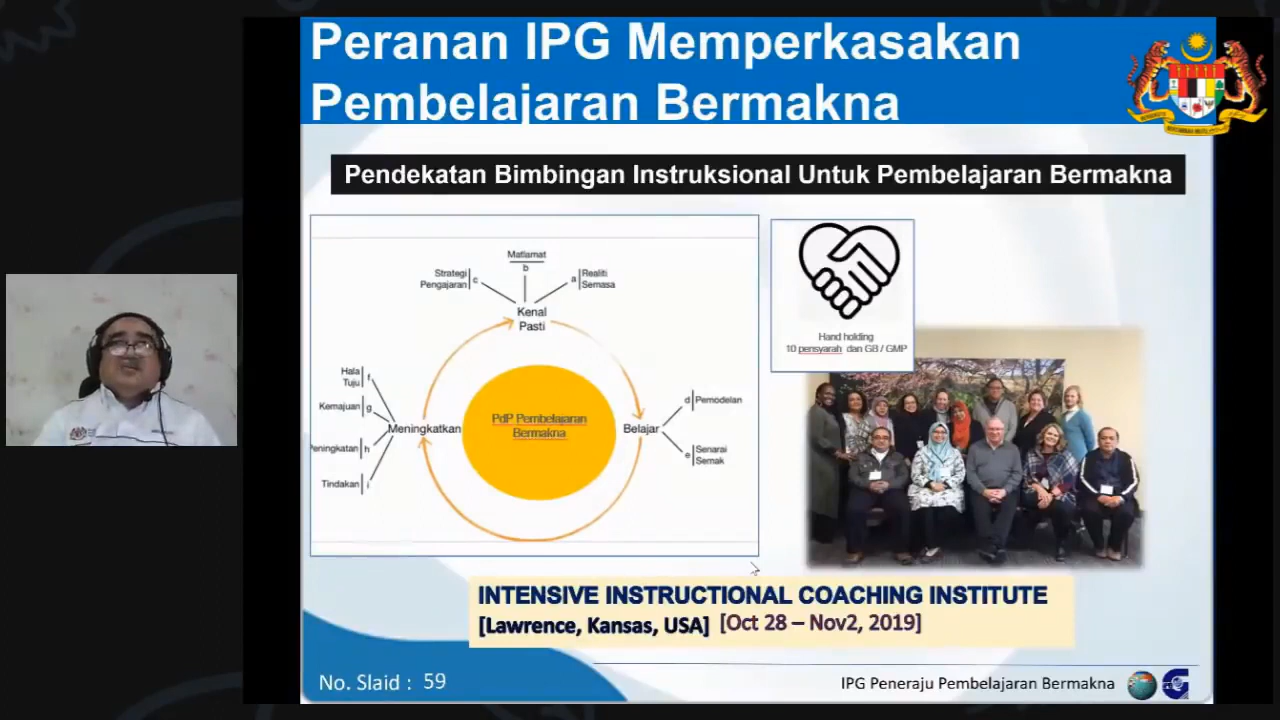 Peranan IPG Memperkasakan
Pembelajaran Bermakna
Pendekatan Bimbingan Instruksional Untuk Pembelajaran Bermakna
Matlamat
b
Strategi
Pengajaran
c
a
Realiti
Semasa
Kenal
Pasti
Hala
Tuju
f
Kemajuan
g
Meningkatkan
Peningkatan
h
Tindakan
i
PdP Pembelajaran
Bermakna
Belajar
d
Pemodelan
e
Senarai
Semak
Hand holding
10 pensyarah dan GB / GMP
INTENSIVE INSTRUCTIONAL COACHING INSTITUTE
[Lawrence, Kansas, USA] [Oct 28 – Nov2, 2019]
No. Slaid : 59
IPG Peneraju Pembelajaran Bermakna